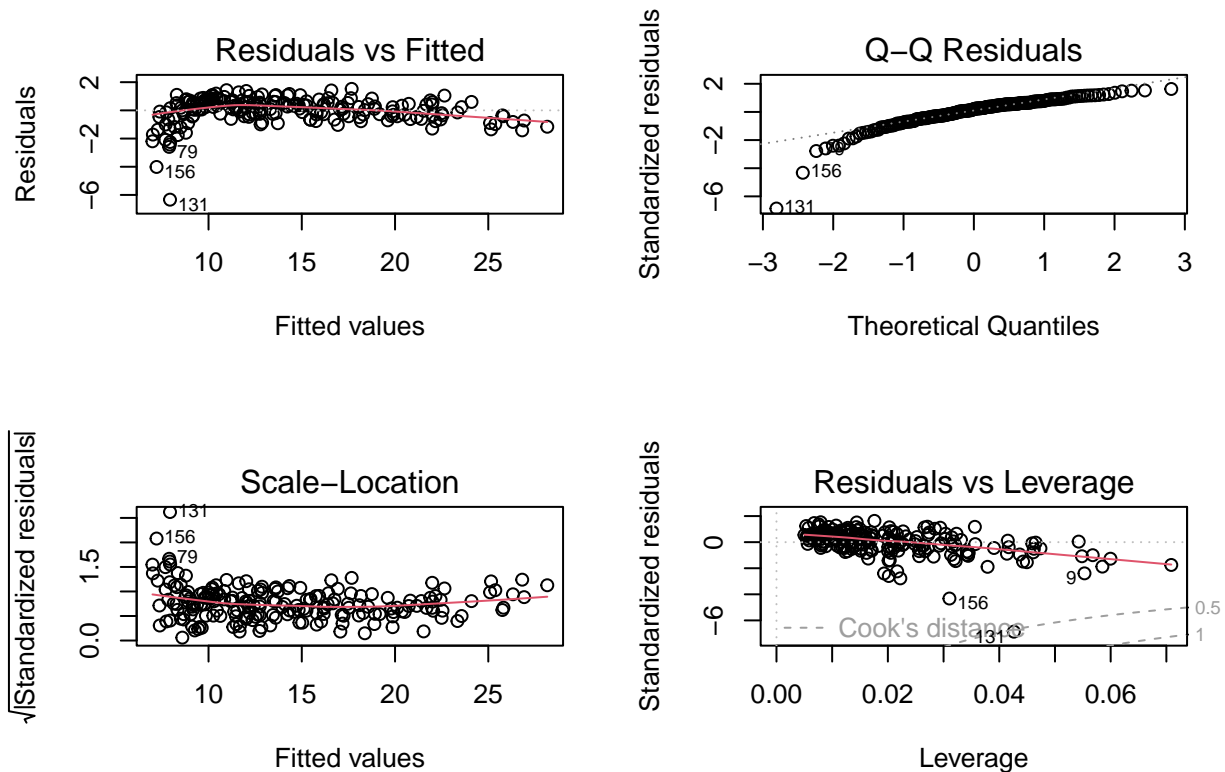 Residuals vs Fitted
Residuals
2
−2
−6
79
156
131
10 15 20 25
Fitted values
Q−Q Residuals
Standardized residuals
2
−2
−6
156
131
−3 −2 −1 0 1 2 3
Theoretical Quantiles
Scale−Location
√|Standardized residuals|
1.5
0.0
131
156
79
10 15 20 25
Fitted values
Residuals vs Leverage
Standardized residuals
0
−6
9
156
131
Cook's distance
0.5
1
0.00 0.02 0.04 0.06
Leverage